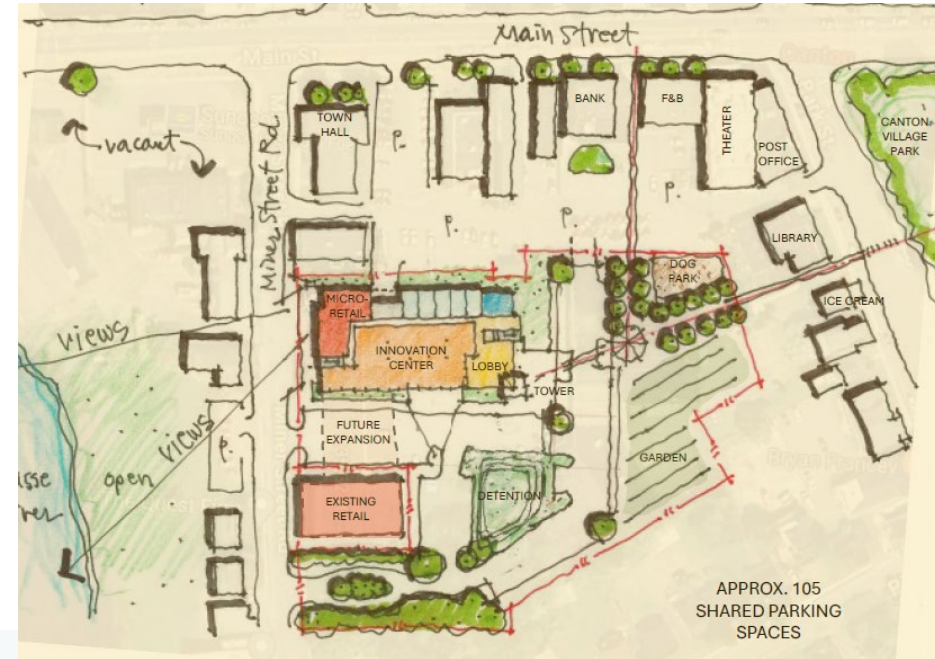 Main Street
Main St
BANK
F&B
THEATER
POST
OFFICE
CANTON
VILLAGE
PARK
TOWN
HALL
vacant
P.
Miner Street Rd.
P.
P.
P.
LIBRARY
DOG
PARK
ICE CREAM
MICRO-
RETAIL
INNOVATION
CENTER
LOBBY
TOWER
views
views
FUTURE
EXPANSION
GARDEN
P.
open
EXISTING
RETAIL
DETENTION
APPROX. 105
SHARED PARKING
SPACES